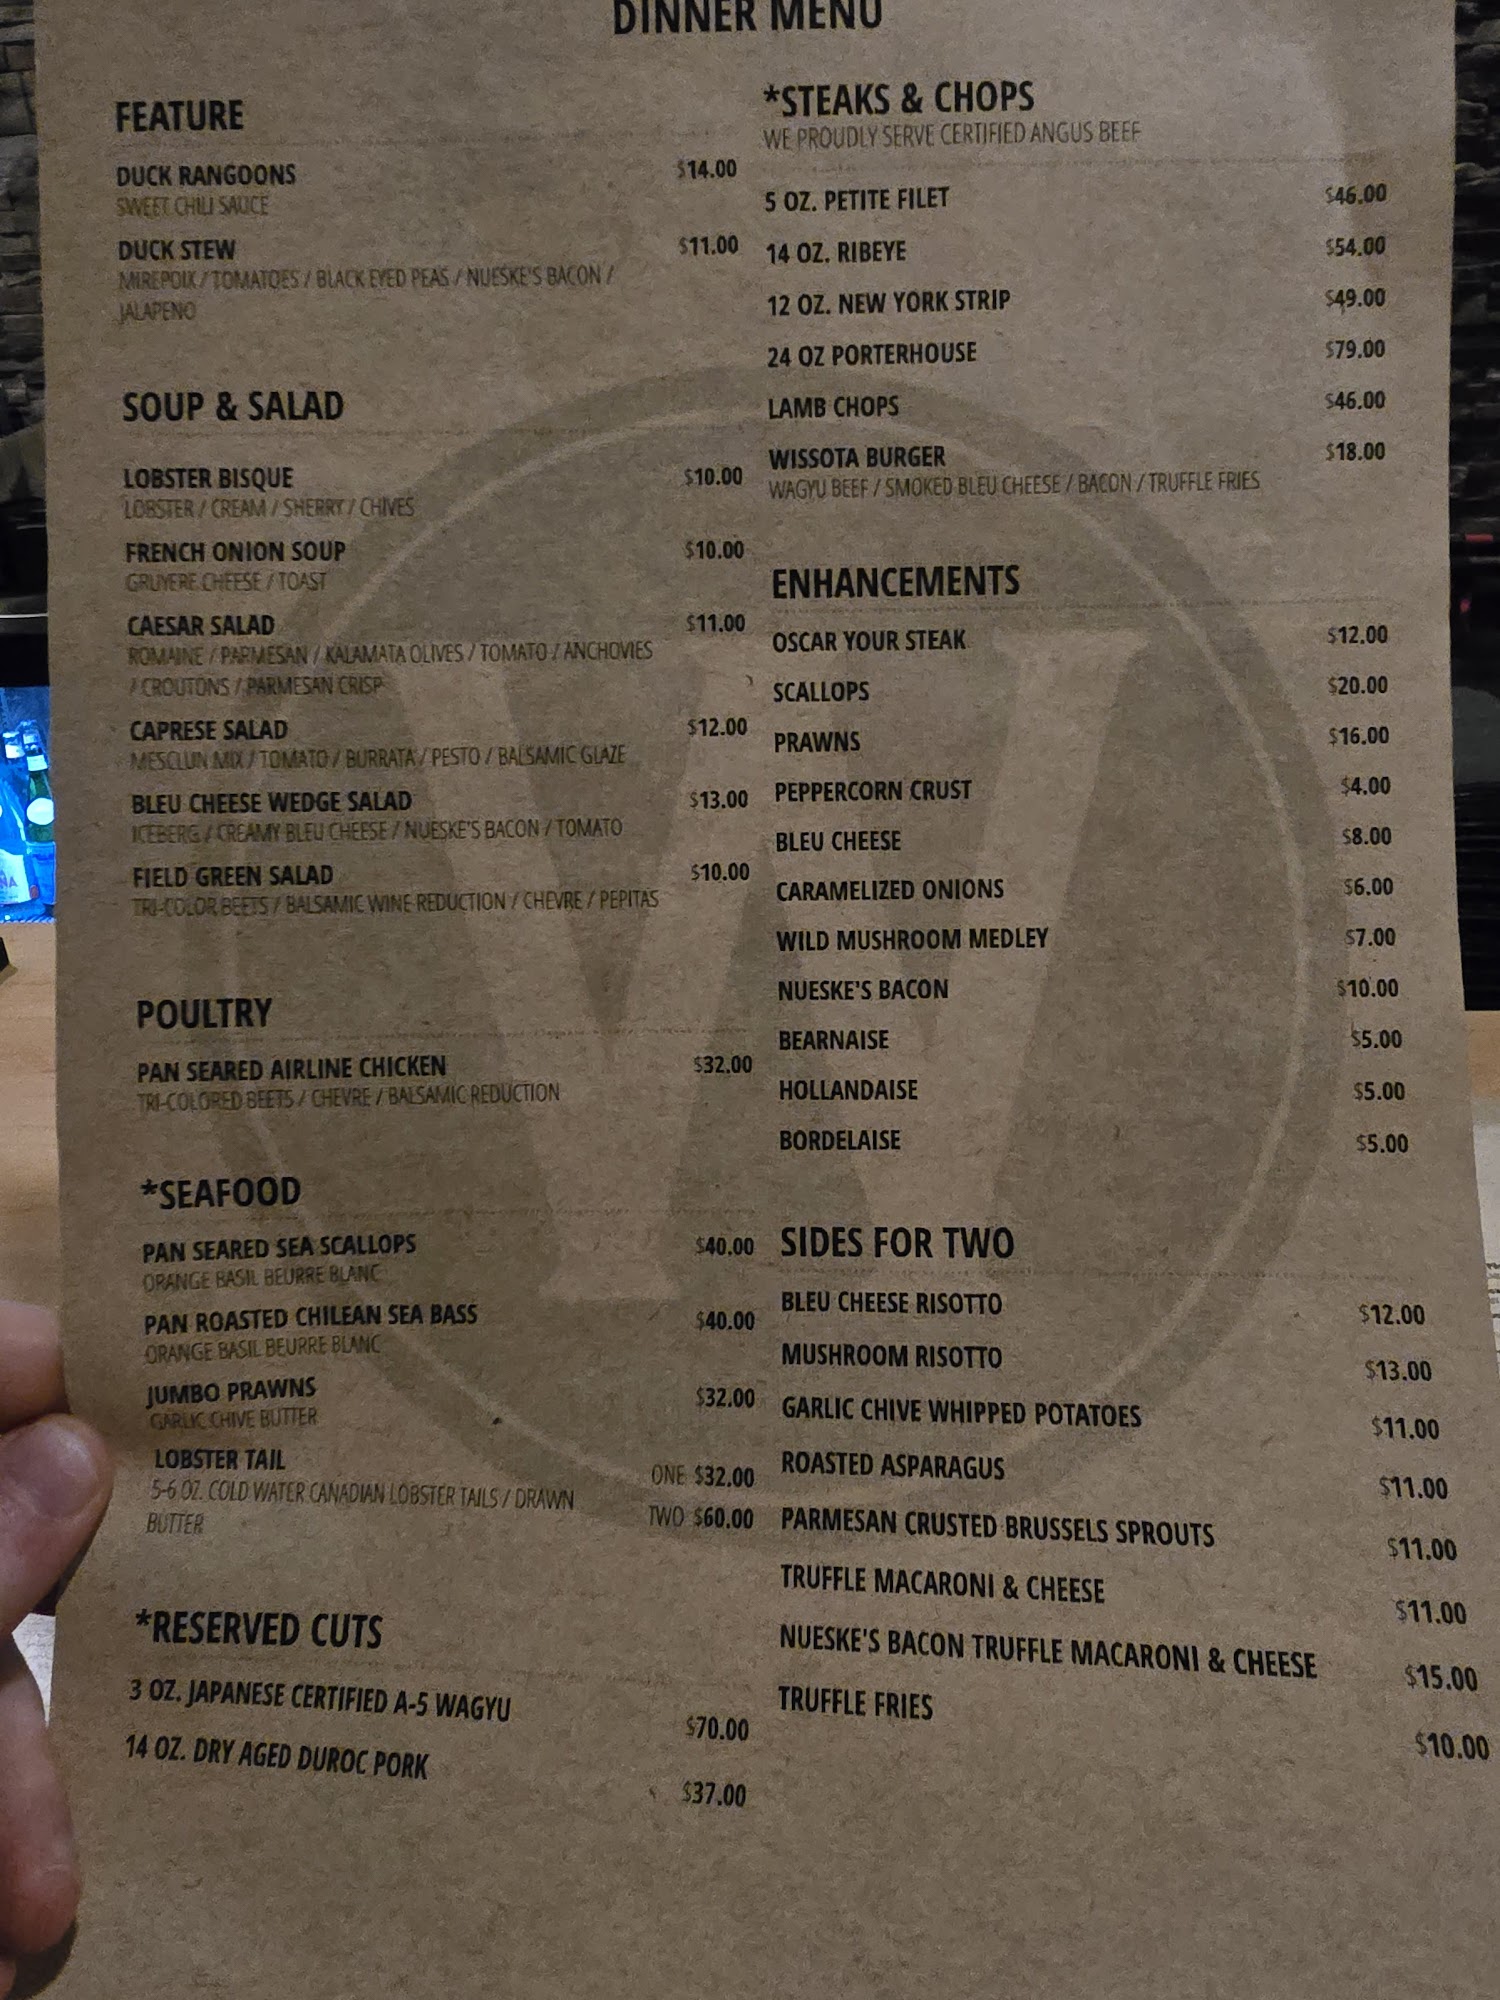 DINNER MENU
FEATURE
DUCK RANGOONS $14.00
SWEET CHILI SAUCE
DUCK STEW $11.00
MIREPOIX / TOMATOES / BLACK EYED PEAS / NUESKE'S BACON /
JALAPENO
SOUP & SALAD
LOBSTER BISQUE $10.00
LOBSTER / CREAM / SHERRY / CHIVES
FRENCH ONION SOUP $10.00
GRUYERE CHEESE / TOAST
CAESAR SALAD $11.00
ROMAINE / PARMESAN / KALAMATA OLIVES / TOMATO / ANCHOVIES
/ CROUTONS / PARMESAN CRISP
CAPRESE SALAD $12.00
MESCLUN MIX / TOMATO / BURRATA / PESTO / BALSAMIC GLAZE
BLEU CHEESE WEDGE SALAD $13.00
ICEBERG / CREAMY BLEU CHEESE / NUESKE'S BACON / TOMATO
FIELD GREEN SALAD $10.00
TRI-COLOR BEETS / BALSAMIC WINE REDUCTION / CHEVRE / PEPITAS
POULTRY
PAN SEARED AIRLINE CHICKEN $32.00
TRI-COLORED BEETS / CHEVRE / BALSAMIC REDUCTION
*SEAFOOD
PAN SEARED SEA SCALLOPS $40.00
ORANGE BASIL BEURRE BLANC
PAN ROASTED CHILEAN SEA BASS $40.00
ORANGE BASIL BEURRE BLANC
JUMBO PRAWNS $32.00
GARLIC CHIVE BUTTER
LOBSTER TAIL ONE $32.00
5-6 OZ. COLD WATER CANADIAN LOBSTER TAILS / DRAWN
BUTTER TWO $60.00
*RESERVED CUTS
3 OZ. JAPANESE CERTIFIED A-5 WAGYU $70.00
14 OZ. DRY AGED DUROC PORK $37.00
*STEAKS & CHOPS
WE PROUDLY SERVE CERTIFIED ANGUS BEEF
5 OZ. PETITE FILET $46.00
14 OZ. RIBEYE $54.00
12 OZ. NEW YORK STRIP $49.00
24 OZ PORTERHOUSE $79.00
LAMB CHOPS $46.00
WISSOTA BURGER $18.00
WAGYU BEEF / SMOKED BLEU CHEESE / BACON / TRUFFLE FRIES
ENHANCEMENTS
OSCAR YOUR STEAK $12.00
SCALLOPS $20.00
PRAWNS $16.00
PEPPERCORN CRUST $4.00
BLEU CHEESE $8.00
CARAMELIZED ONIONS $6.00
WILD MUSHROOM MEDLEY $7.00
NUESKE'S BACON $10.00
BEARNAISE $5.00
HOLLANDAISE $5.00
BORDELAISE $5.00
SIDES FOR TWO
BLEU CHEESE RISOTTO $12.00
MUSHROOM RISOTTO $13.00
GARLIC CHIVE WHIPPED POTATOES $11.00
ROASTED ASPARAGUS $11.00
PARMESAN CRUSTED BRUSSELS SPROUTS $11.00
TRUFFLE MACARONI & CHEESE $11.00
NUESKE'S BACON TRUFFLE MACARONI & CHEESE $15.00
TRUFFLE FRIES $10.00
W